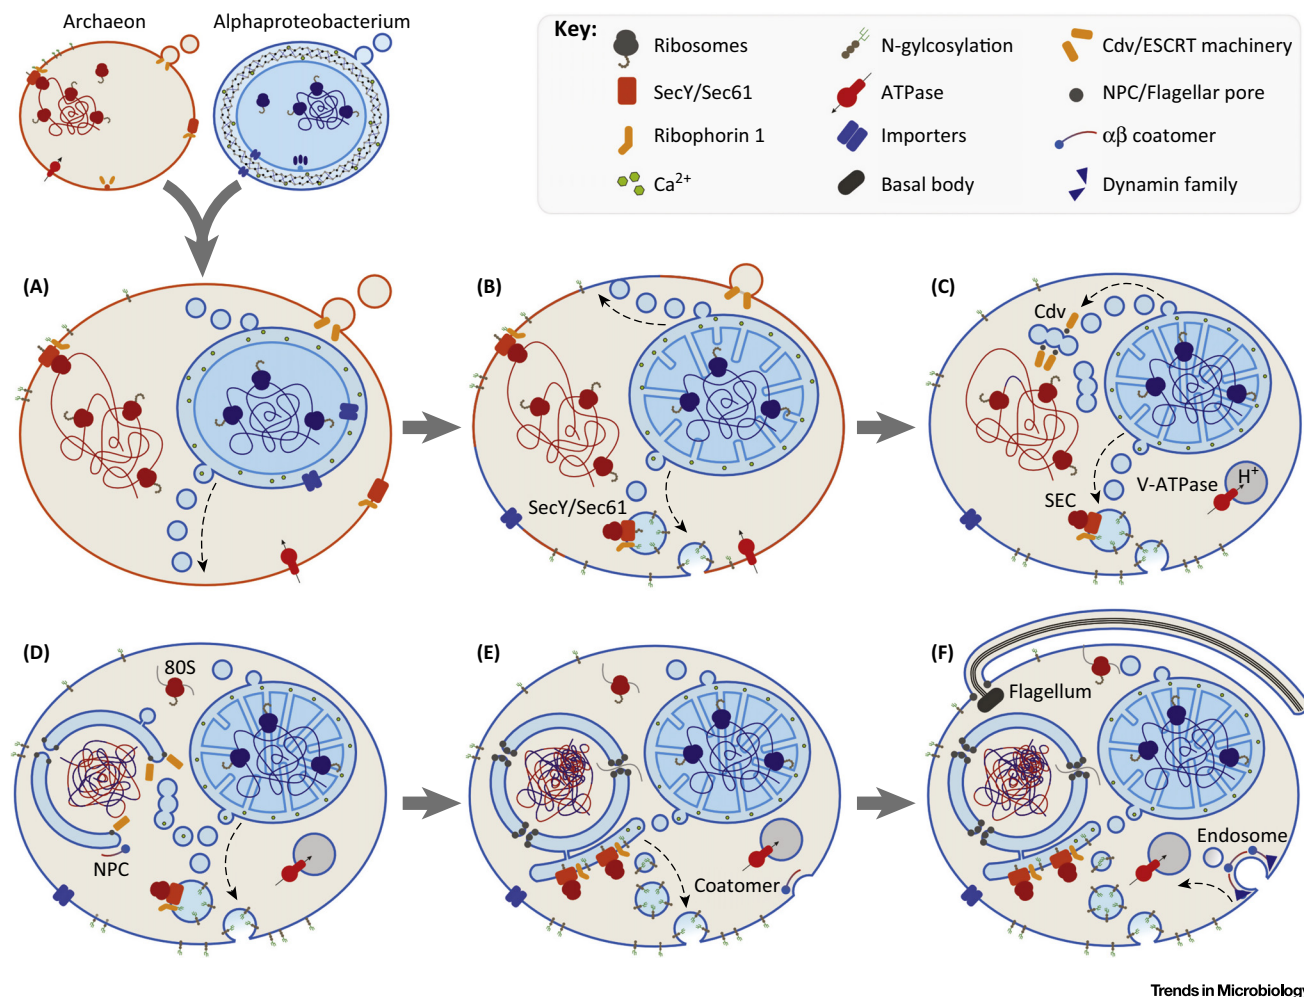 Archaeon
Alphaproteobacterium
Key:
Ribosomes
N-gylcosylation
Cdv/ESCRT machinery
SecY/Sec61
ATPase
NPC/Flagellar pore
Ribophorin 1
Importers
αβ coatomer
Ca2+
Basal body
Dynamin family
(A)
(B)
SecY/Sec61
(C)
Cdv
V-ATPase
H+
SEC
(D)
80S
NPC
(E)
Coatomer
(F)
Flagellum
Endosome
Trends in Microbiology